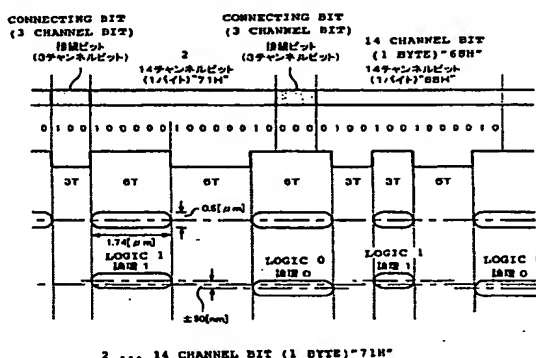 CONNECTING BIT
(3 CHANNEL BIT)
接続ビット
(3チャンネルビット)
2
14チャンネルビット
(1バイト)"71H"
CONNECTING BIT
(3 CHANNEL BIT)
接続ビット
(3チャンネルビット)
14 CHANNEL BIT
(1 BYTE)"68H"
14チャンネルビット
(1バイト)"68H"
0 1 0 0 1 0 0 0 0 0 1 0 0 0 0 0 1 0 0 0 0 0 1 0 0 1 0 0 1 0 0 0 0 0 1 0
3T 6T 6T 6T 3T 3T 6T
0.5[μm]
1.74[μm]
LOGIC 1
論理 1
LOGIC 0
論理 0
LOGIC 1
論理 1
LOGIC 0
論理 0
±50[nm]
2 ... 14 CHANNEL BIT (1 BYTE)"71H"